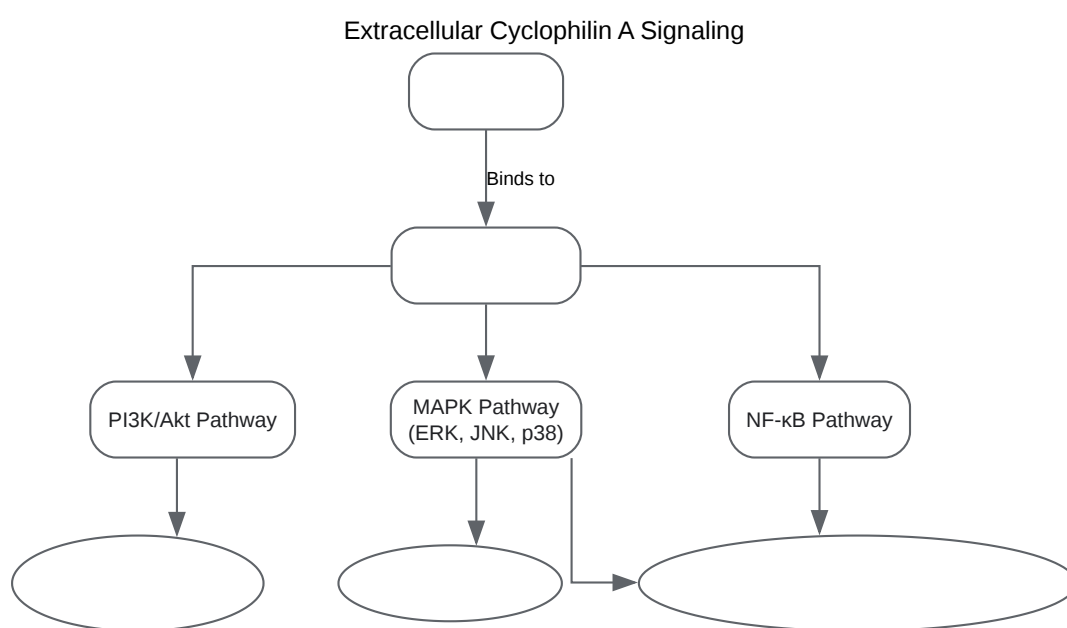 Extracellular Cyclophilin A Signaling
Binds to
PI3K/Akt Pathway
MAPK Pathway
(ERK, JNK, p38)
NF-κB Pathway